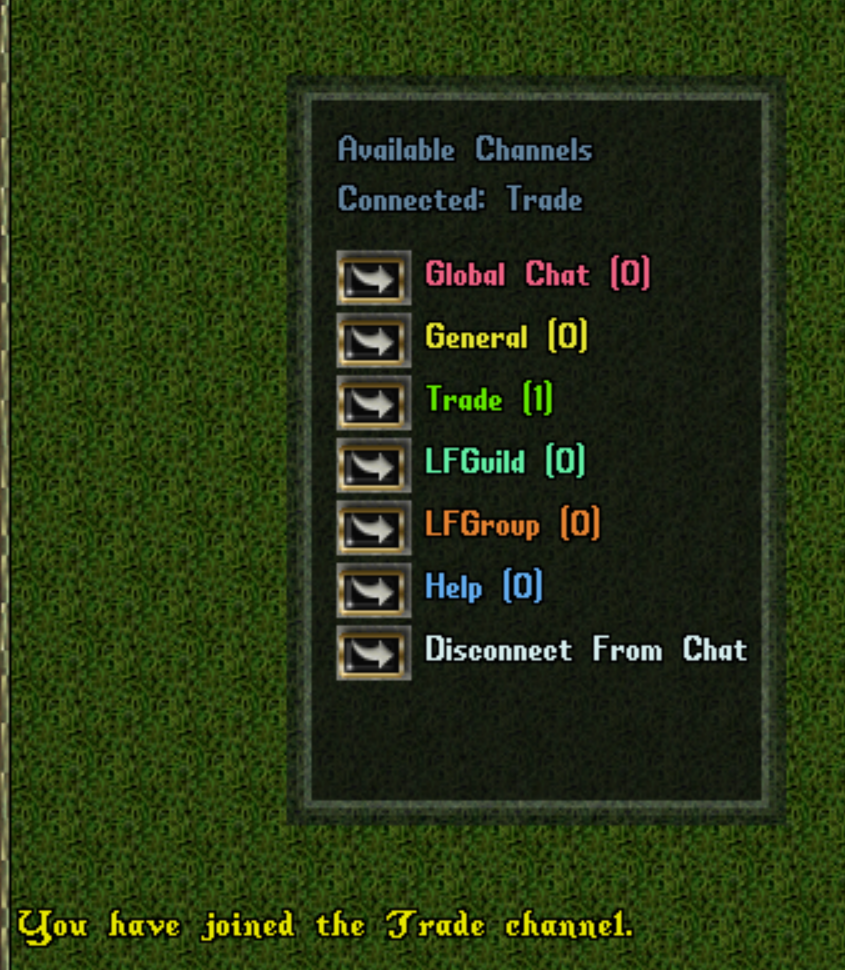 Available Channels
Connected: Trade
Global Chat (0)
General (0)
Trade (1)
LFGuild (0)
LFGroup (0)
Help (0)
Disconnect From Chat
You have joined the Trade channel.